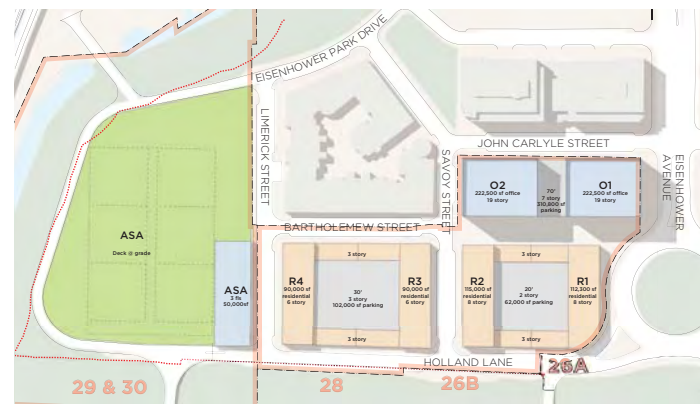 EISENHOWER PARK DRIVE
LIMERICK STREET
JOHN CARLYLE STREET
SAVOY STREET
EISENHOWER
AVENUE
O2
222,500 sf office
19 story
70'
7 story
310,800 sf
parking
O1
222,500 sf office
19 story
BARTHOLEMEW STREET
ASA
Deck @ grade
ASA
3 fls
50,000sf
3 story
R4
90,000 sf
residential
6 story
30'
3 story
102,000 sf parking
R3
90,000 sf
residential
6 story
3 story
3 story
R2
115,000 sf
residential
8 story
20'
2 story
62,000 sf parking
R1
112,300 sf
residential
8 story
3 story
HOLLAND LANE
29 & 30
28
26B
26A